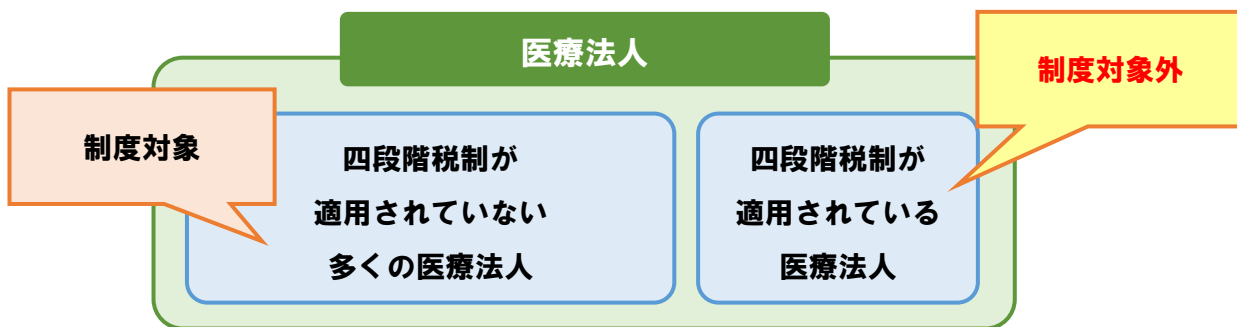 医療法人
制度対象外
制度対象
四段階税制が
適用されていない
多くの医療法人
四段階税制が
適用されている
医療法人